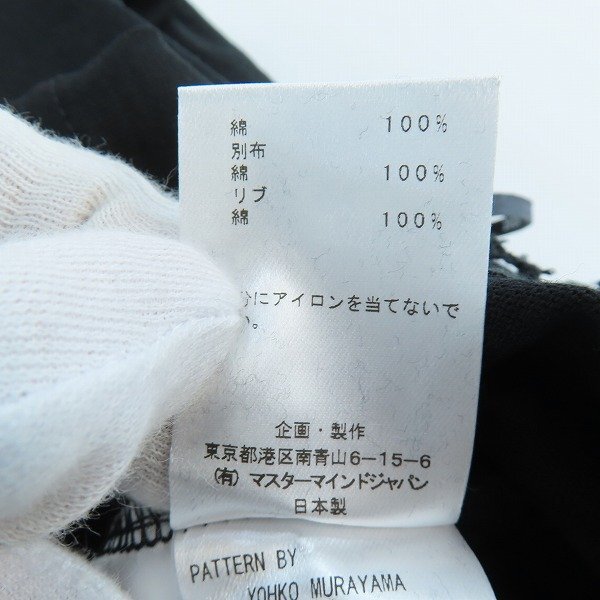 綿 100%
別布
綿 100%
リブ
綿 100%
にアイロンを当てないで
。
企画・製作
東京都港区南青山6-15-6
(有) マスターマインドジャパン
日本製
PATTERN BY
YOHKO MURAYAMA